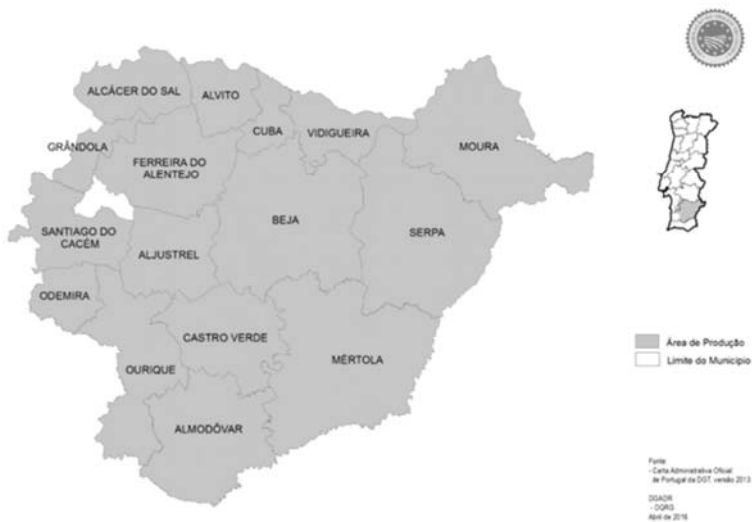 ALCÁCER DO SAL
ALVITO
CUBA
VIDIGUEIRA
MOURA
GRÂNDOLA
FERREIRA DO
ALENTEJO
BEJA
SERPA
SANTIAGO DO
CACÉM
ALJUSTREL
ODEMIRA
CASTRO VERDE
OURIQUE
MÉRTOLA
ALMODÔVAR
Área de Produção
Limite do Município
Fonte
- Carta Administrativa Oficial
de Portugal da DGT, versão 2013
DGADR
- DQRG
Abril de 2016